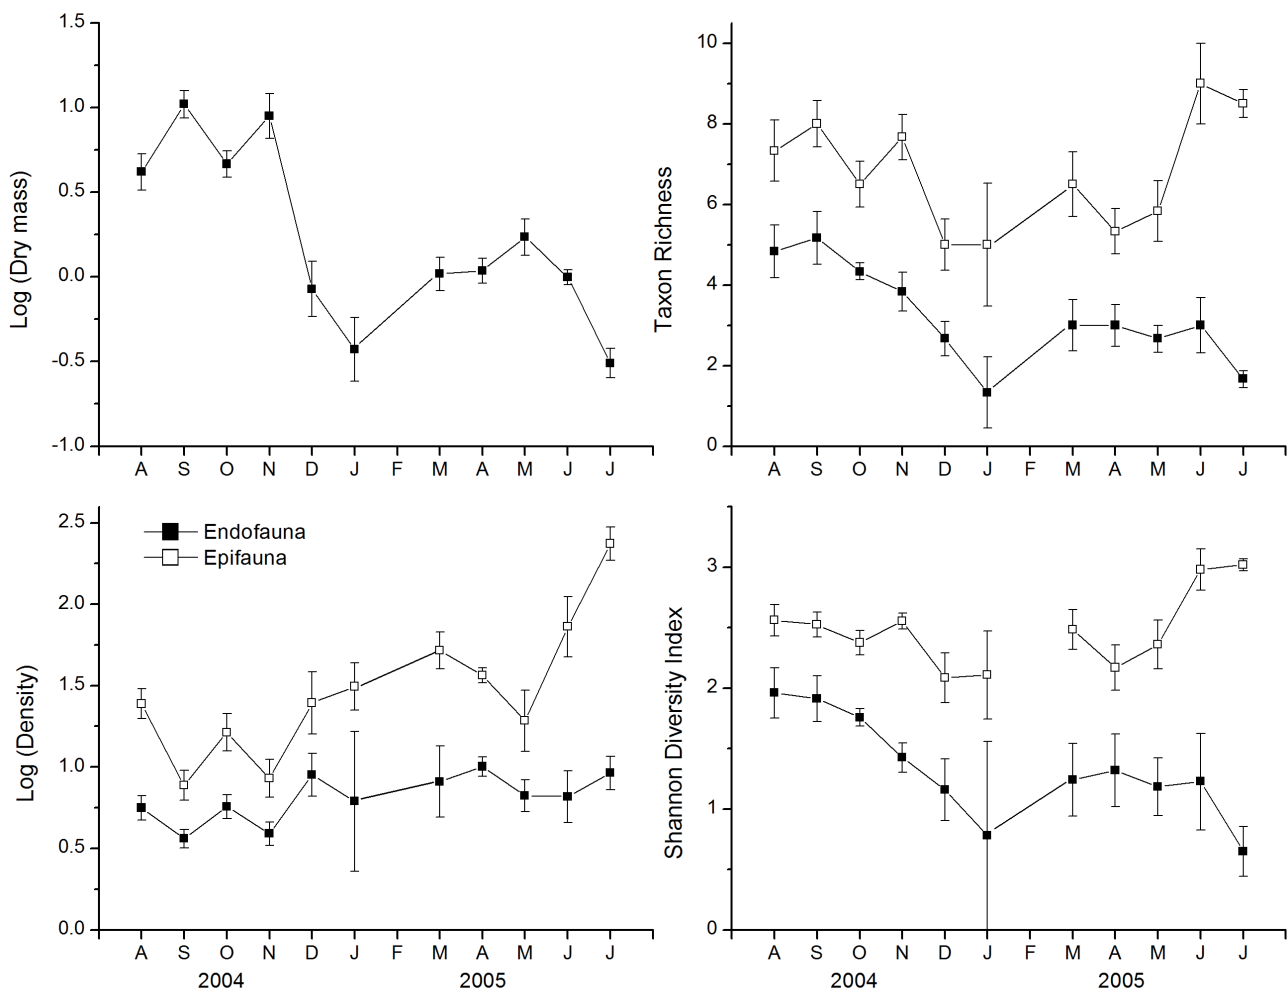 Log (Dry mass)
1.5
1.0
0.5
0.0
-0.5
-1.0
A S O N D J F M A M J J
Taxon Richness
10
8
6
4
2
0
A S O N D J F M A M J J
Log (Density)
2.5
2.0
1.5
1.0
0.5
0.0
Endofauna
Epifauna
A S O N D J F M A M J J
2004 2005
Shannon Diversity Index
3
2
1
0
A S O N D J F M A M J J
2004 2005